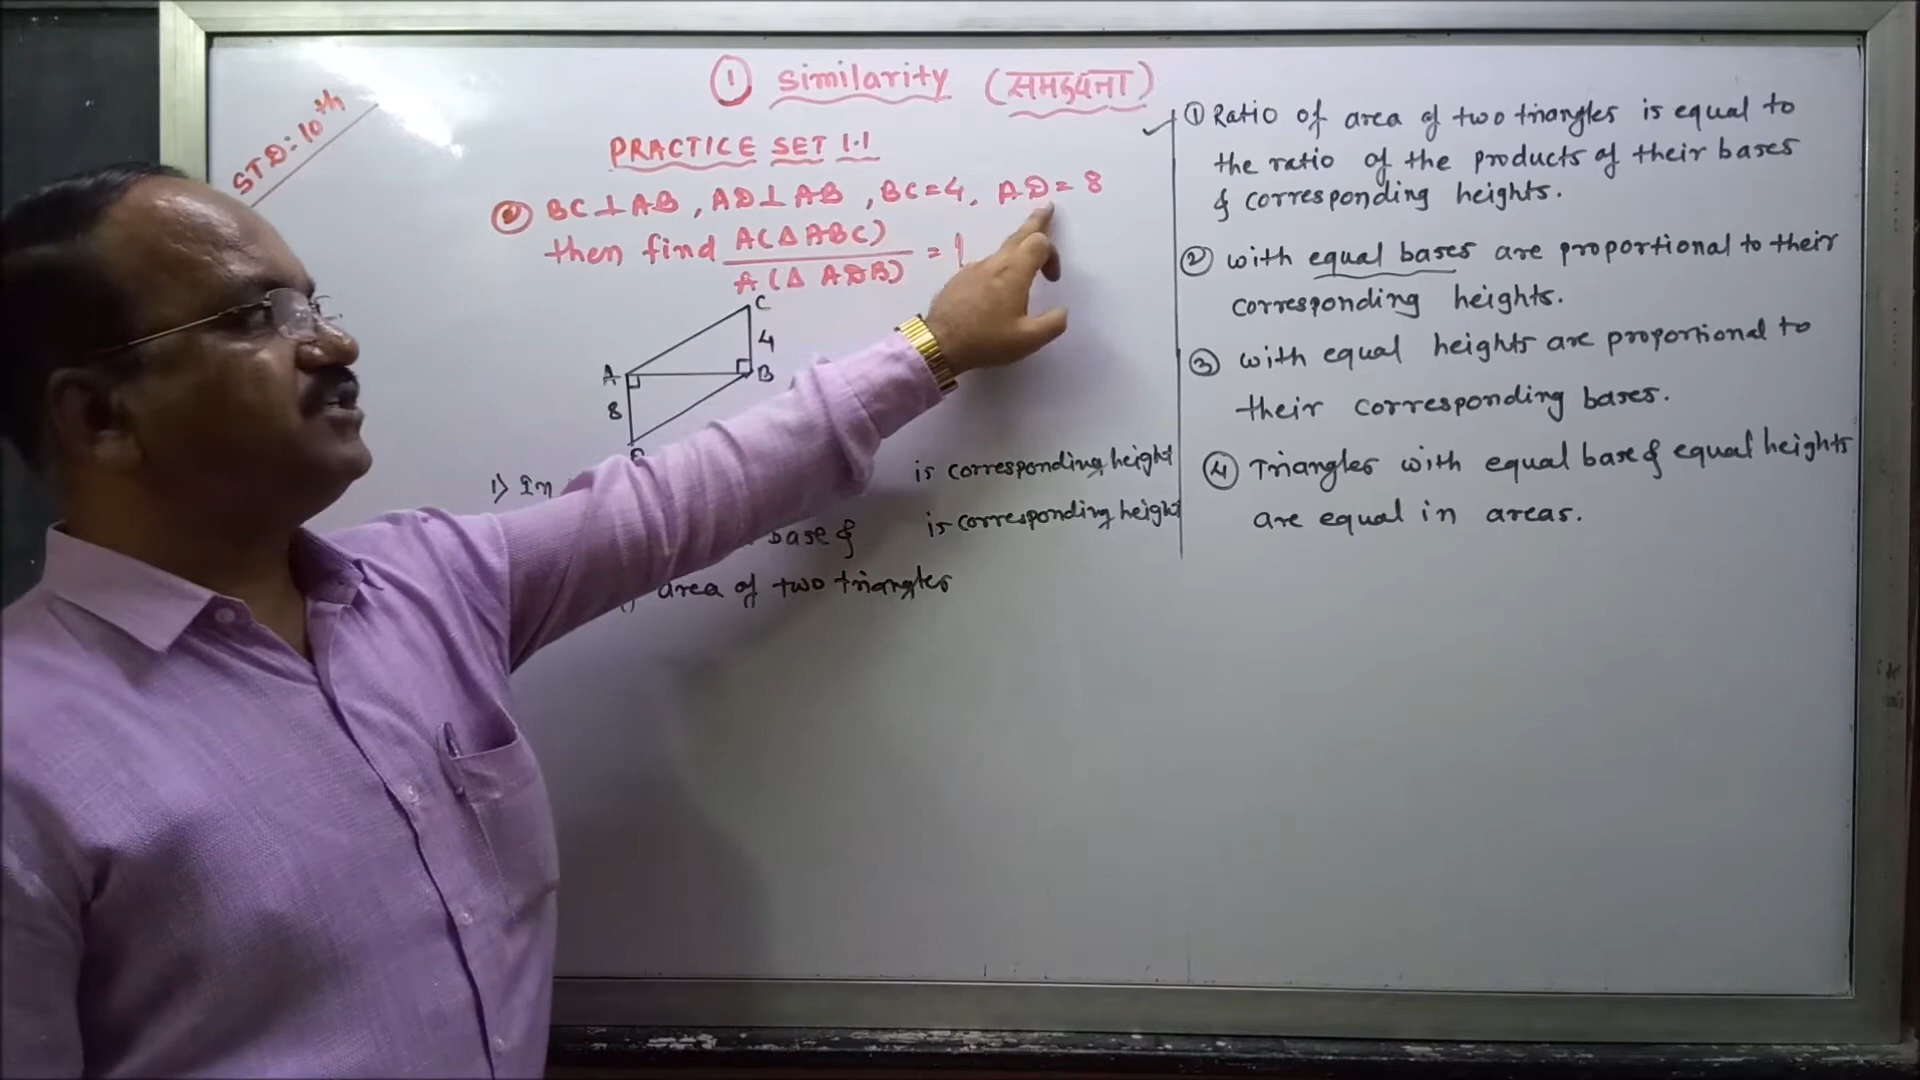 STD:- 10th
① Similarity (समरूपता)
PRACTICE SET 1.1
② BC⊥AB, AD⊥AB, BC=4, AD=8
then find A(Δ ABC)
A(Δ ADB)
=
C
4
A
B
8
D
1) In
is corresponding height
base & is corresponding height
area of two triangles
① Ratio of area of two triangles is equal to
the ratio of the products of their bases
& corresponding heights.
② with equal bases are proportional to their
corresponding heights.
③ with equal heights are proportional to
their corresponding bases.
④ Triangles with equal base & equal heights
are equal in areas.